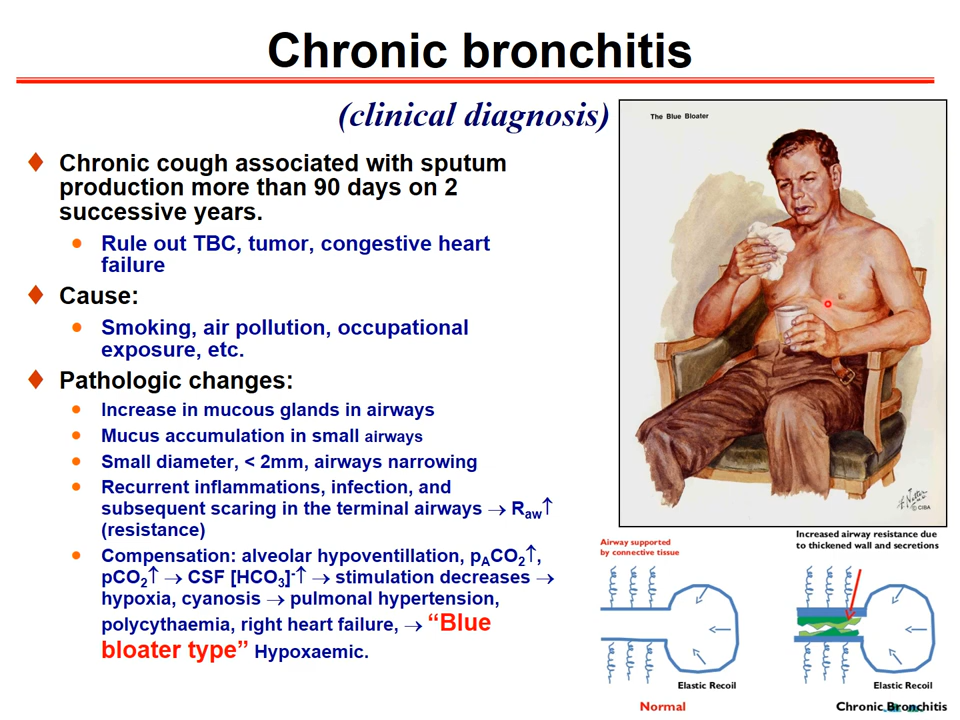 Chronic bronchitis
(clinical diagnosis)
Chronic cough associated with sputum
production more than 90 days on 2
successive years.
Rule out TBC, tumor, congestive heart
failure
Cause:
Smoking, air pollution, occupational
exposure, etc.
Pathologic changes:
Increase in mucous glands in airways
Mucus accumulation in small airways
Small diameter, < 2mm, airways narrowing
Recurrent inflammations, infection, and
subsequent scaring in the terminal airways → Raw↑
(resistance)
Compensation: alveolar hypoventillation, pACO2↑,
pCO2↑ → CSF [HCO3]-↑ → stimulation decreases →
hypoxia, cyanosis → pulmonal hypertension,
polycythaemia, right heart failure, → “Blue
bloater type” Hypoxaemic.
The Blue Bloater
© CIBA
Airway supported
by connective tissue
Elastic Recoil
Normal
Increased airway resistance due
to thickened wall and secretions
Elastic Recoil
Chronic Bronchitis